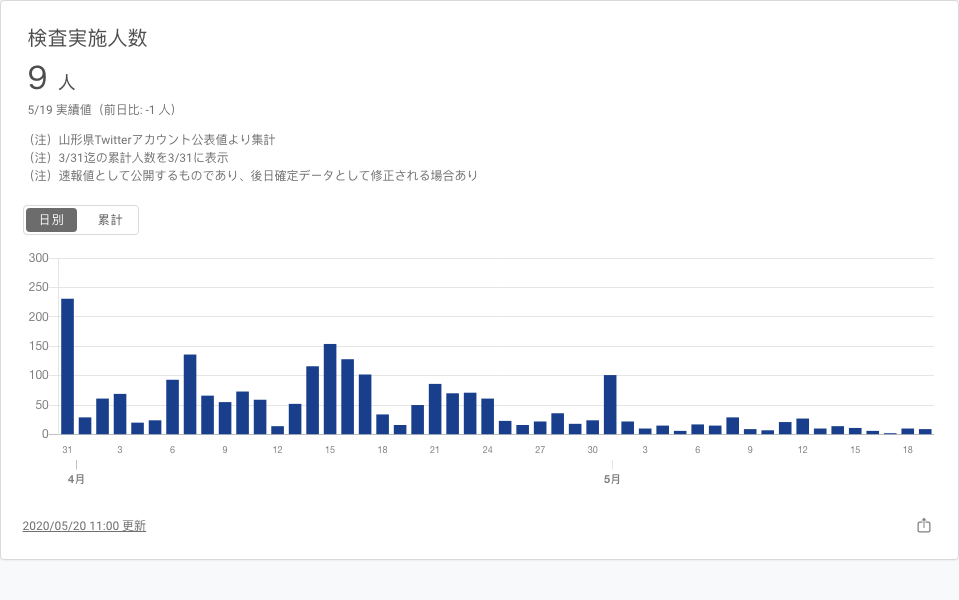 検査実施人数
9 人
5/19 実績値（前日比: -1 人）
（注）山形県Twitterアカウント公表値より集計
（注）3/31迄の累計人数を3/31に表示
（注）速報値として公開するものであり、後日確定データとして修正される場合あり
日別 累計
300
250
200
150
100
50
0
31 3 6 9 12 15 18 21 24 27 30 3 6 9 12 15 18
4月 5月
2020/05/20 11:00 更新